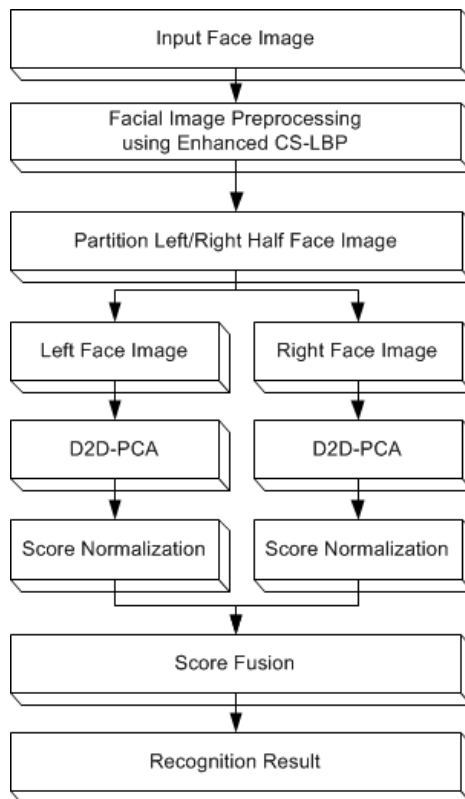 Input Face Image
Facial Image Preprocessing
using Enhanced CS-LBP
Partition Left/Right Half Face Image
Left Face Image
Right Face Image
D2D-PCA
D2D-PCA
Score Normalization
Score Normalization
Score Fusion
Recognition Result